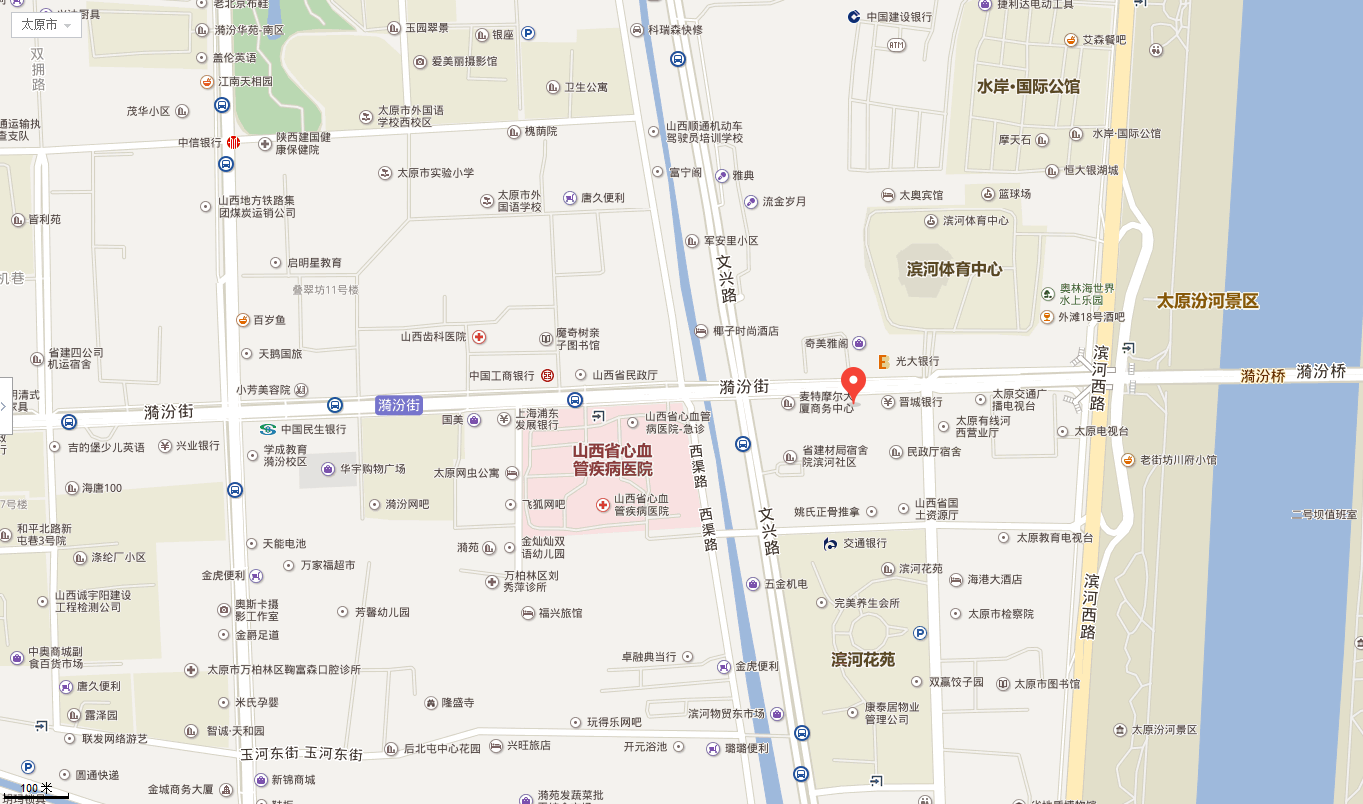 老北京布鞋
太原市
漪汾华苑-南区
玉园翠景
银座
P
科瑞森快修
中国建设银行
捷利达电动工具
ATM
艾森餐吧
双拥路
盖伦英语
爱美丽摄影馆
江南天相园
卫生公寓
水岸·国际公馆
茂华小区
太原市外国语
学校西校区
槐荫院
山西顺通机动车
驾驶员培训学校
水岸·国际公馆
摩天石
中信银行
陕西建国健
康保健院
太原市实验小学
富宁阁
雅典
恒大银湖城
山西地方铁路集
团煤炭运销公司
太原市外
国语学校
唐久便利
流金岁月
太奥宾馆
篮球场
皆利苑
滨河体育中心
军安里小区
文兴路
启明星教育
滨河体育中心
机巷
叠翠坊11号楼
奥林海世界
水上乐园
太原汾河景区
百岁鱼
外滩18号酒吧
山西齿科医院
魔奇树亲
子图书馆
椰子时尚酒店
奇美雅阁
省建四公司
机运宿舍
天鹅国旅
光大银行
滨河西路
中国工商银行
山西省民政厅
漪汾街
漪汾桥
漪汾桥
小芳美容院
麦特摩尔大
厦商务中心
晋城银行
太原交通广
播电视台
漪汾街
漪汾街
国美
上海浦东
发展银行
山西省心血管
病医院-急诊
太原有线河
西营业厅
太原电视台
中国民生银行
吉的堡少儿英语
兴业银行
学成教育
漪汾校区
华宇购物广场
太原网虫公寓
山西省心血
管疾病医院
西渠路
省建材局宿舍
院滨河社区
民政厅宿舍
老街坊川府小馆
海唐100
漪汾网吧
飞狐网吧
山西省心血
管疾病医院
西渠路
文兴路
姚氏正骨推拿
山西省国
土资源厅
二号坝值班室
7号楼
和平北路新
屯巷3号院
天能电池
漪苑
金灿灿双
语幼儿园
交通银行
太原教育电视台
涤纶厂小区
万家福超市
金虎便利
万柏林区刘
秀萍诊所
五金机电
滨河花苑
海港大酒店
滨河西路
山西诚宇阳建设
工程检测公司
奥斯卡摄
影工作室
芳馨幼儿园
福兴旅馆
完美养生会所
太原市检察院
金爵足道
P
中奥商城副
食百货市场
太原市万柏林区鞠富森口腔诊所
卓融典当行
金虎便利
滨河花苑
唐久便利
双赢饺子园
太原市图书馆
米氏孕婴
隆盛寺
滨河物贸东市场
康泰居物业
管理公司
露泽园
智诚·天和园
玩得乐网吧
太原汾河景区
联发网络游艺
玉河东街
玉河东街
后北屯中心花园
兴旺旅店
开元浴池
璐璐便利
P
圆通快递
新锦商城
100 米
金城商务大厦
漪苑发蔬菜批